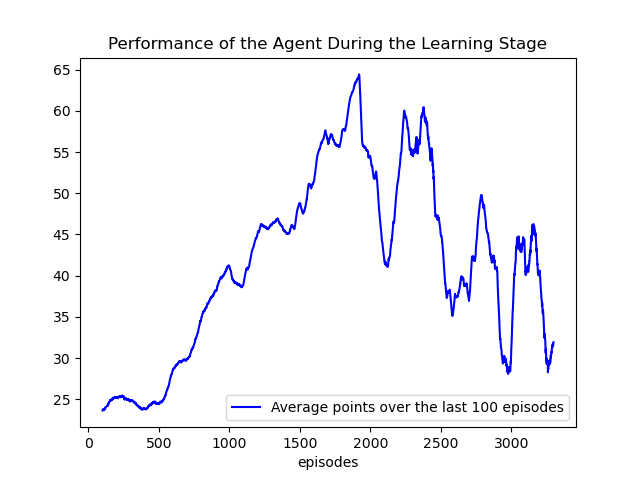 Performance of the Agent During the Learning Stage
65
60
55
50
45
40
35
30
25
Average points over the last 100 episodes
0 500 1000 1500 2000 2500 3000
episodes